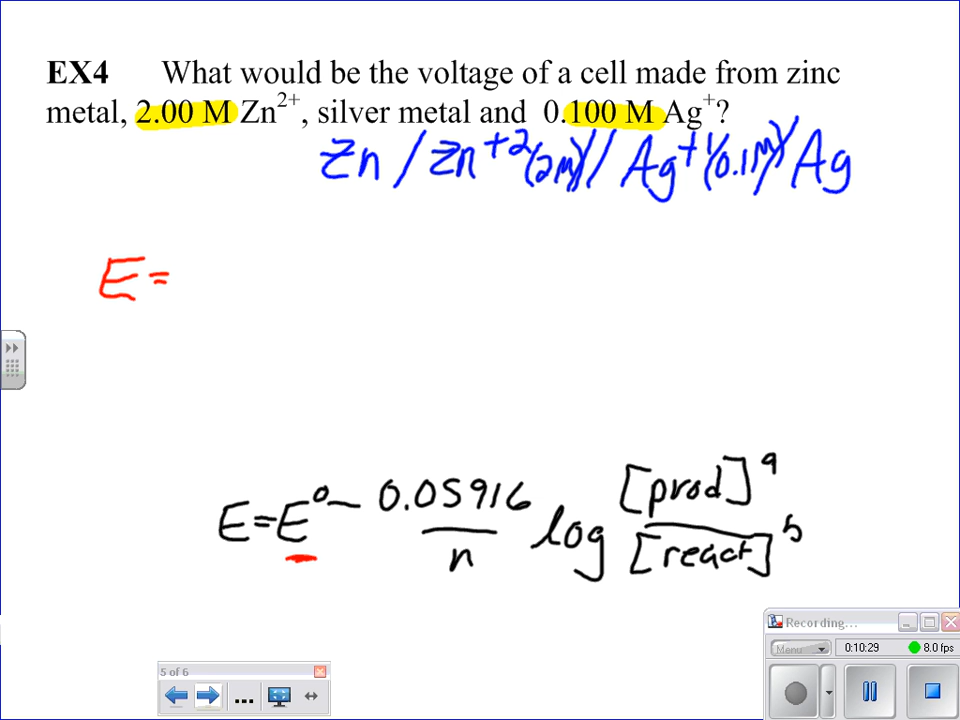 EX4 What would be the voltage of a cell made from zinc
metal, 2.00 M Zn²⁺, silver metal and 0.100 M Ag⁺?
Zn / Zn⁺² (2M) // Ag⁺¹ (0.1M) / Ag
E =
E = E⁰ – 0.05916/n log [prod]ᵃ/[react]ᵇ
Recording...
Menu
0:10:29
8.0 fps
5 of 6
...